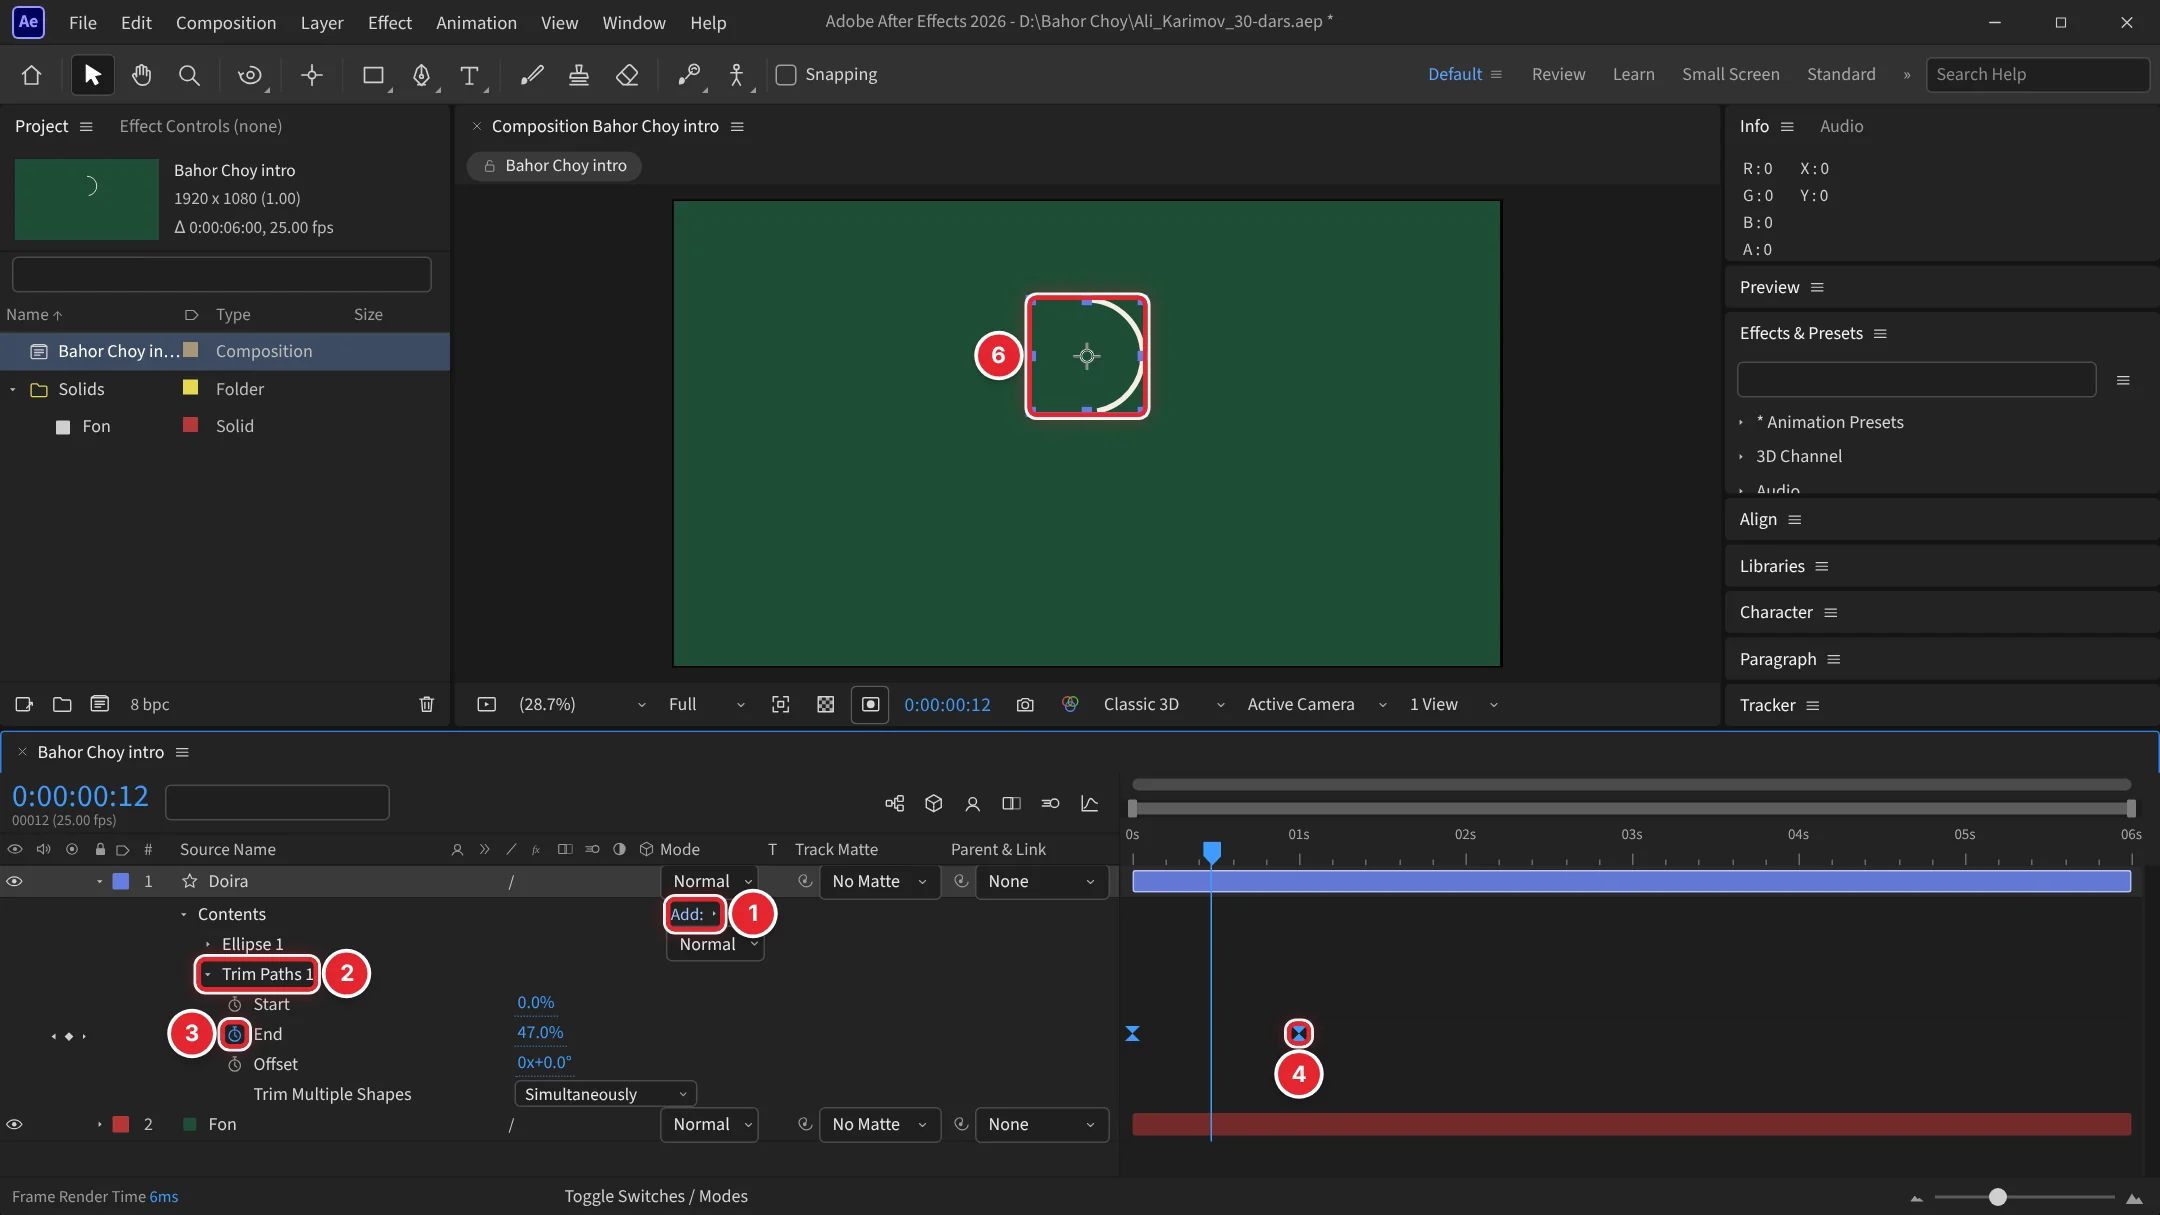 Ae File Edit Composition Layer Effect Animation View Window Help Adobe After Effects 2026 - D:\Bahor Choy\Ali_Karimov_30-dars.aep *
Snapping Default Review Learn Small Screen Standard » Search Help
Project Effect Controls (none)
Bahor Choy intro
1920 x 1080 (1.00)
Δ 0:00:06:00, 25.00 fps
Name Type Size
Bahor Choy in... Composition
Solids Folder
Fon Solid
8 bpc
Composition Bahor Choy intro
Bahor Choy intro
6
(28.7%) Full 0:00:00:12 Classic 3D Active Camera 1 View
Info Audio
R: 0 X: 0
G: 0 Y: 0
B: 0
A: 0
Preview
Effects & Presets
* Animation Presets
3D Channel
Audio
Align
Libraries
Character
Paragraph
Tracker
Bahor Choy intro
0:00:00:12
00012 (25.00 fps)
0s 01s 02s 03s 04s 05s 06s
# Source Name fx Mode T Track Matte Parent & Link
1 Doira Normal No Matte None
Contents Add: 1
Ellipse 1 Normal
Trim Paths 1 2
Start 0.0%
3 End 47.0%
Offset 0x+0.0°
4
Trim Multiple Shapes Simultaneously
2 Fon Normal No Matte None
Frame Render Time 6ms Toggle Switches / Modes